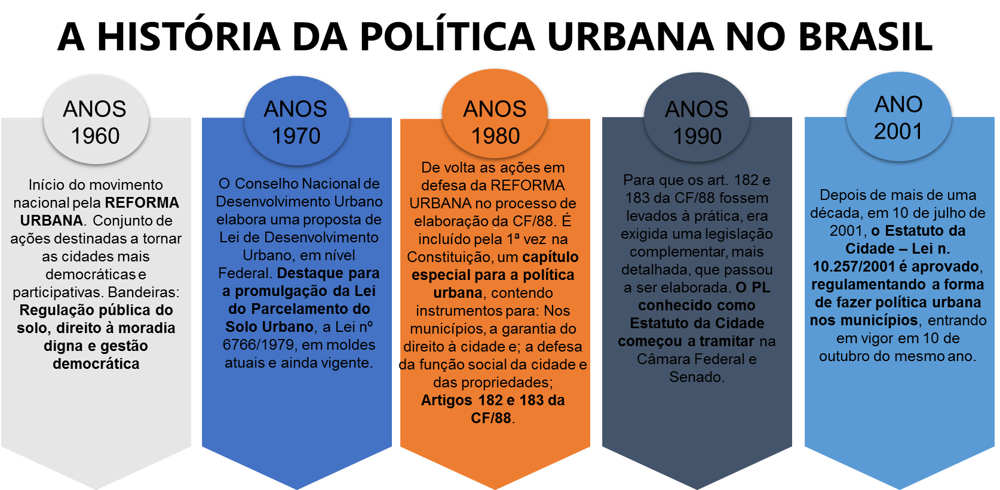 A HISTÓRIA DA POLÍTICA URBANA NO BRASIL
ANOS
1960
Início do movimento
nacional pela REFORMA
URBANA. Conjunto de
ações destinadas a tornar
as cidades mais
democráticas e
participativas. Bandeiras:
Regulação pública do
solo, direito à moradia
digna e gestão
democrática
ANOS
1970
O Conselho Nacional de
Desenvolvimento Urbano
elabora uma proposta de
Lei de Desenvolvimento
Urbano, em nível
Federal. Destaque para
a promulgação da Lei
do Parcelamento do
Solo Urbano, a Lei nº
6766/1979, em moldes
atuais e ainda vigente.
ANOS
1980
De volta as ações em
defesa da REFORMA
URBANA no processo de
elaboração da CF/88. É
incluído pela 1ª vez na
Constituição, um capítulo
especial para a política
urbana, contendo
instrumentos para: Nos
municípios, a garantia do
direito à cidade e; a defesa
da função social da cidade e
das propriedades;
Artigos 182 e 183 da
CF/88.
ANOS
1990
Para que os art. 182 e
183 da CF/88 fossem
levados à prática, era
exigida uma legislação
complementar, mais
detalhada, que passou
a ser elaborada. O PL
conhecido como
Estatuto da Cidade
começou a tramitar na
Câmara Federal e
Senado.
ANO
2001
Depois de mais de uma
década, em 10 de julho de
2001, o Estatuto da
Cidade – Lei n.
10.257/2001 é aprovado,
regulamentando a forma
de fazer política urbana
nos municípios, entrando
em vigor em 10 de
outubro do mesmo ano.